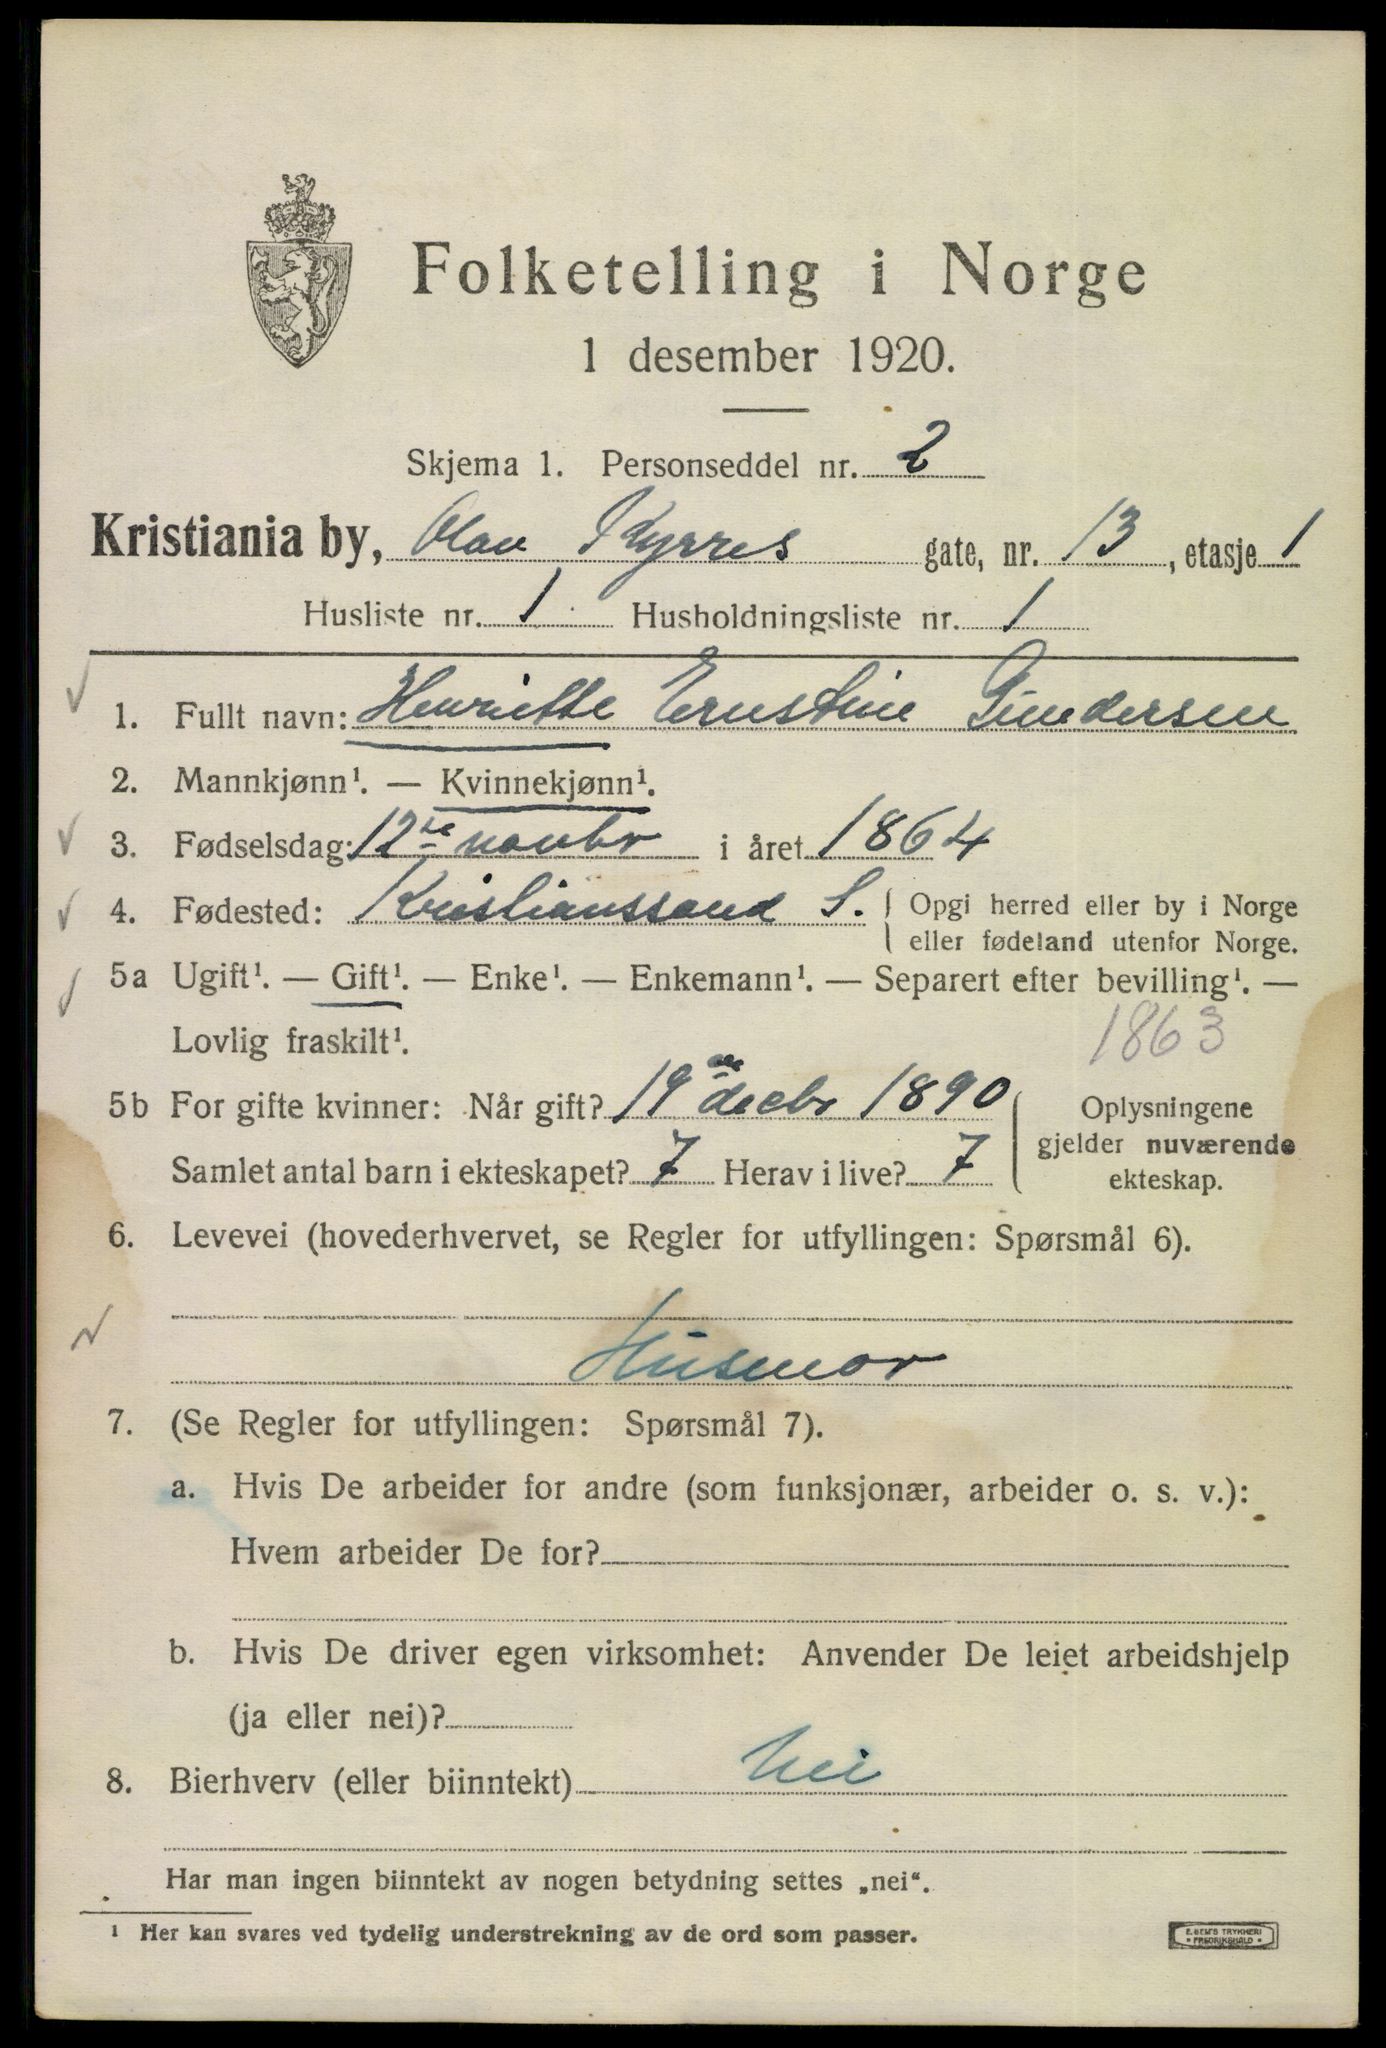 Folketelling i Norge
1 desember 1920.
Skjema 1. Personseddel nr. 2
Kristiania by, Olav Kyrres gate, nr. 13, etasje 1
Husliste nr. 1 Husholdningsliste nr. 1
1. Fullt navn: Henriette Ernstine Gundersen
2. Mannkjønn¹. — Kvinnekjønn¹.
3. Fødselsdag: 12te novbr i året 1864
4. Fødested: Kristianssand S. Opgi herred eller by i Norge
eller fødeland utenfor Norge.
5a Ugift¹. — Gift¹. — Enke¹. — Enkemann¹. — Separert efter bevilling¹. —
Lovlig fraskilt¹. 1863
5b For gifte kvinner: Når gift? 19de decbr 1890 Oplysningene
gjelder nuværende
Samlet antal barn i ekteskapet? 7 Herav i live? 7 ekteskap.
6. Levevei (hovederhvervet, se Regler for utfyllingen: Spørsmål 6).
Husmor
7. (Se Regler for utfyllingen: Spørsmål 7).
a. Hvis De arbeider for andre (som funksjonær, arbeider o. s. v.):
Hvem arbeider De for?
b. Hvis De driver egen virksomhet: Anvender De leiet arbeidshjelp
(ja eller nei)?
8. Bierhverv (eller biinntekt) Nei
Har man ingen biinntekt av nogen betydning settes „nei“.
¹ Her kan svares ved tydelig understrekning av de ord som passer.
E. SEM'S TRYKKERI
FREDRIKSHALD